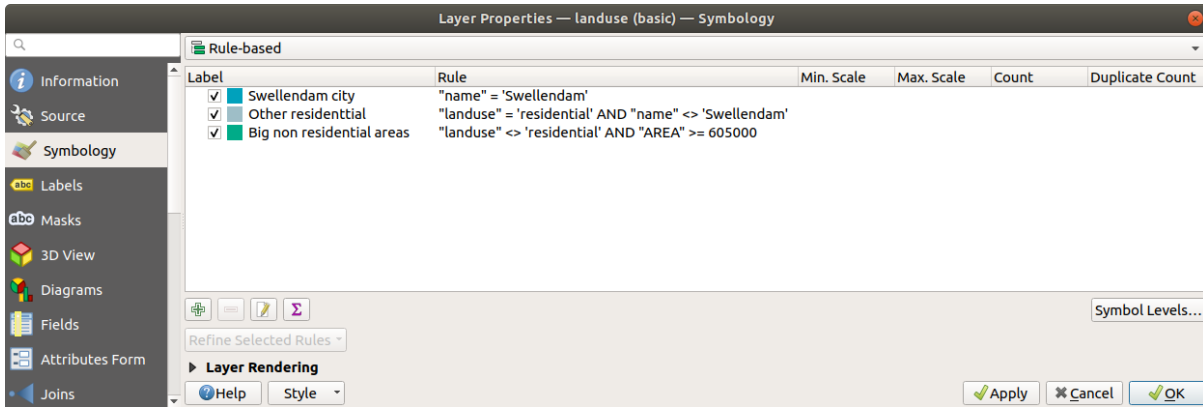 Layer Properties — landuse (basic) — Symbology
Rule-based
Information
Source
Symbology
abc Labels
abc Masks
3D View
Diagrams
Fields
Attributes Form
Joins
Label Rule Min. Scale Max. Scale Count Duplicate Count
Swellendam city "name" = 'Swellendam'
Other residenttial "landuse" = 'residential' AND "name" <> 'Swellendam'
Big non residential areas "landuse" <> 'residential' AND "AREA" >= 605000
Σ
Symbol Levels...
Refine Selected Rules
Layer Rendering
Help Style Apply Cancel OK